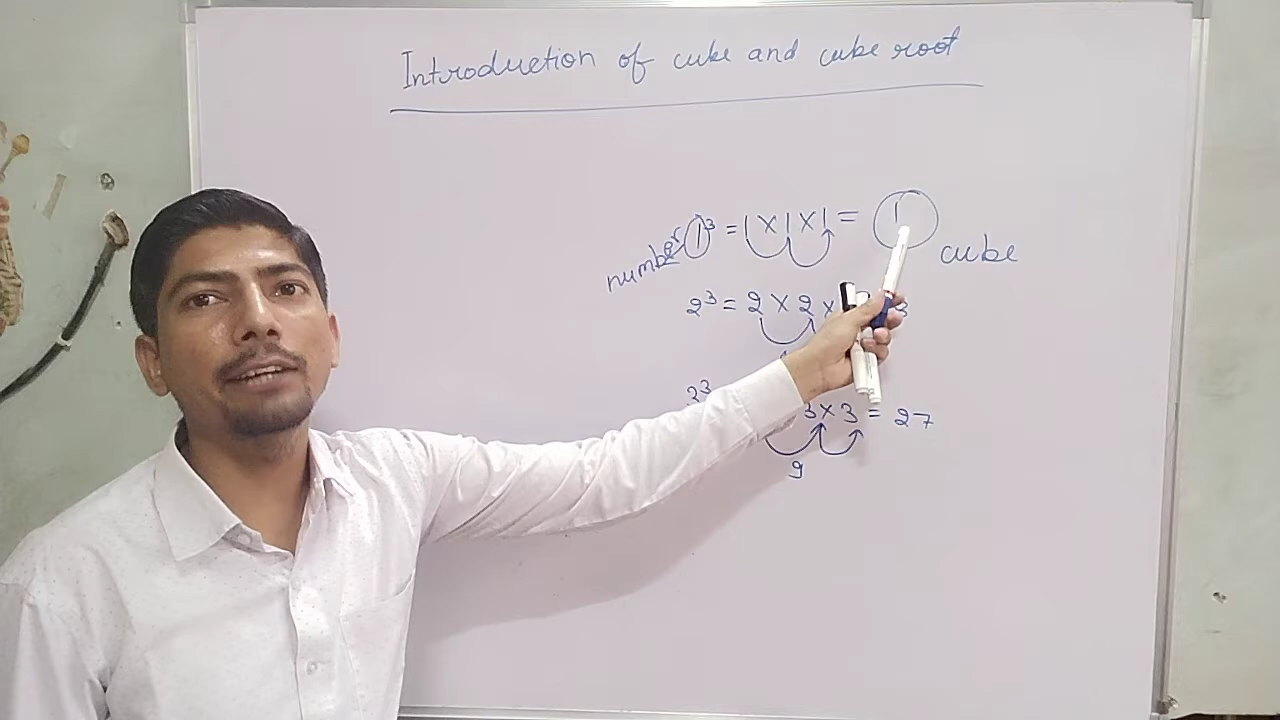 Introduction of cube and cube root
number 1³ = 1 × 1 × 1 = 1
cube
2³ = 2 × 2 ×
3 × 3 = 27
9